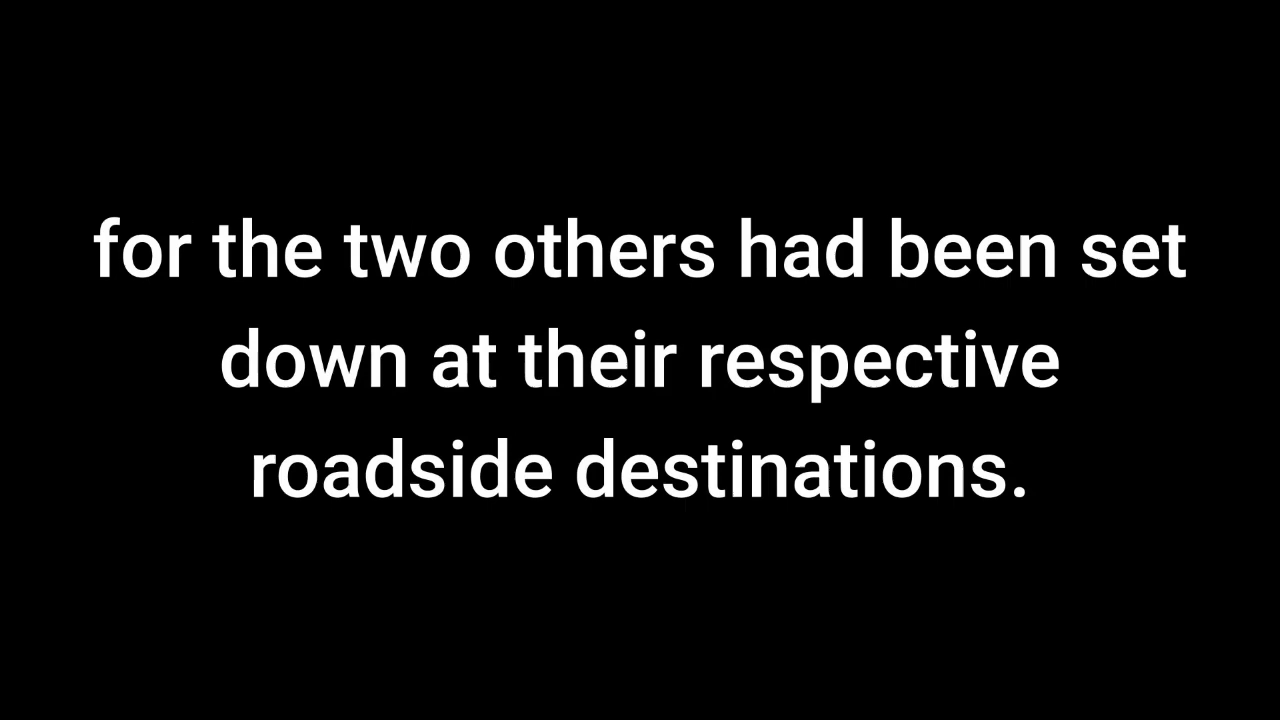 for the two others had been set
down at their respective
roadside destinations.